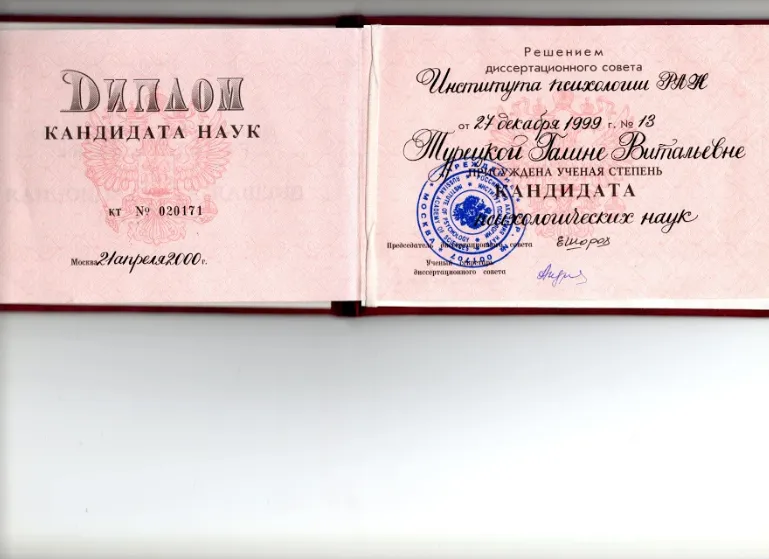 ДИПЛОМ
КАНДИДАТА НАУК
КТ № 020171
Москва 21 апреля 2000 г.
Решением
диссертационного совета
Института психологии РАН
от 27 декабря 1999 г. № 13
Турецкой Галине Витальевне
ПРИСУЖДЕНА УЧЕНАЯ СТЕПЕНЬ
КАНДИДАТА
психологических наук
Председатель диссертационного совета
Ученый секретарь
диссертационного совета